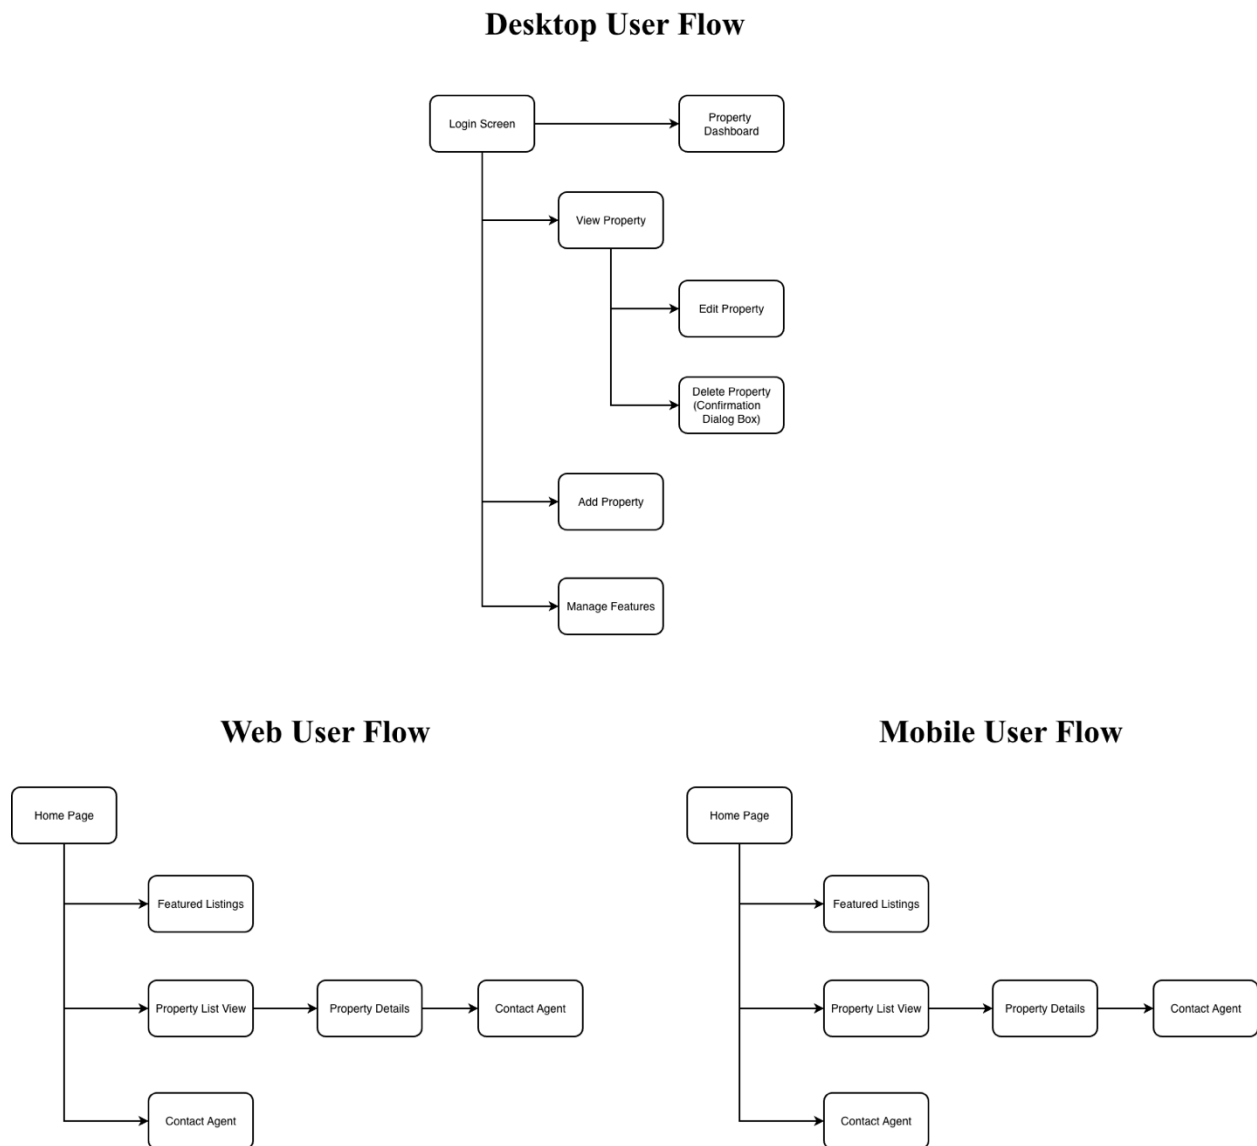 Desktop User Flow
Login Screen
Property
Dashboard
View Property
Edit Property
Delete Property
(Confirmation
Dialog Box)
Add Property
Manage Features
Web User Flow
Home Page
Featured Listings
Property List View
Property Details
Contact Agent
Contact Agent
Mobile User Flow
Home Page
Featured Listings
Property List View
Property Details
Contact Agent
Contact Agent